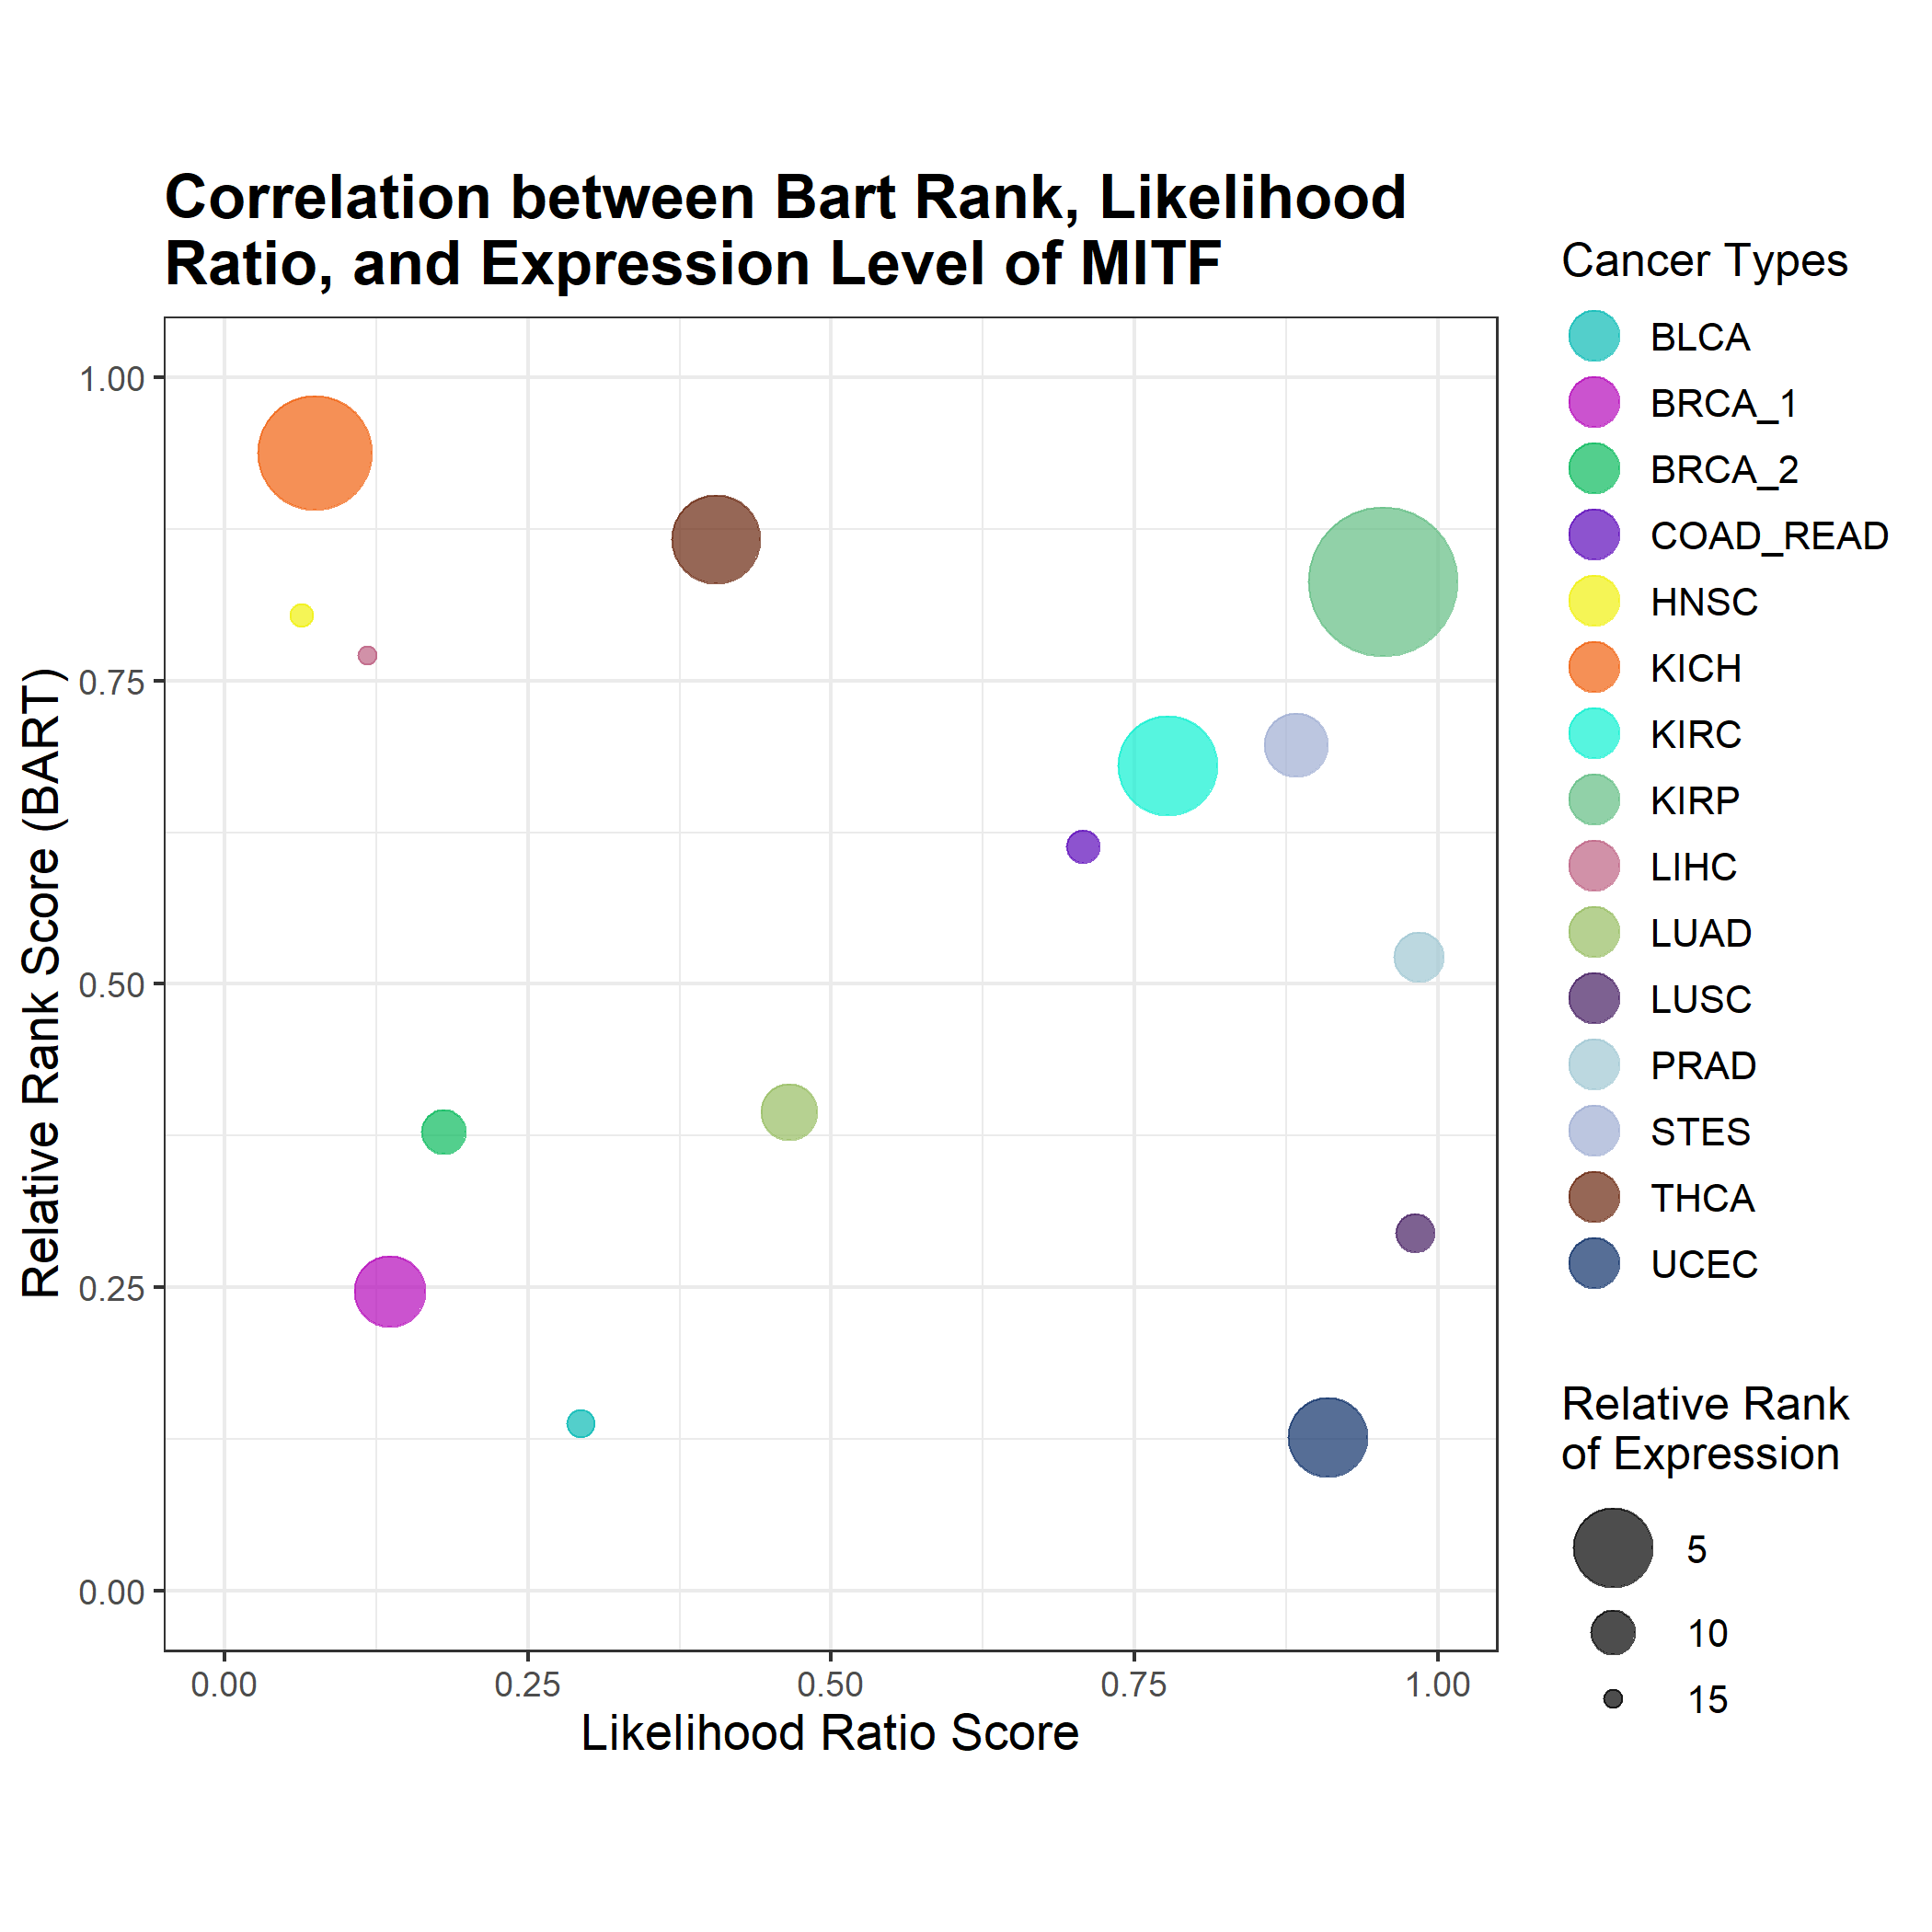 Correlation between Bart Rank, Likelihood
Ratio, and Expression Level of MITF
Relative Rank Score (BART)
1.00
0.75
0.50
0.25
0.00
0.00 0.25 0.50 0.75 1.00
Likelihood Ratio Score
Cancer Types
BLCA
BRCA_1
BRCA_2
COAD_READ
HNSC
KICH
KIRC
KIRP
LIHC
LUAD
LUSC
PRAD
STES
THCA
UCEC
Relative Rank
of Expression
5
10
15